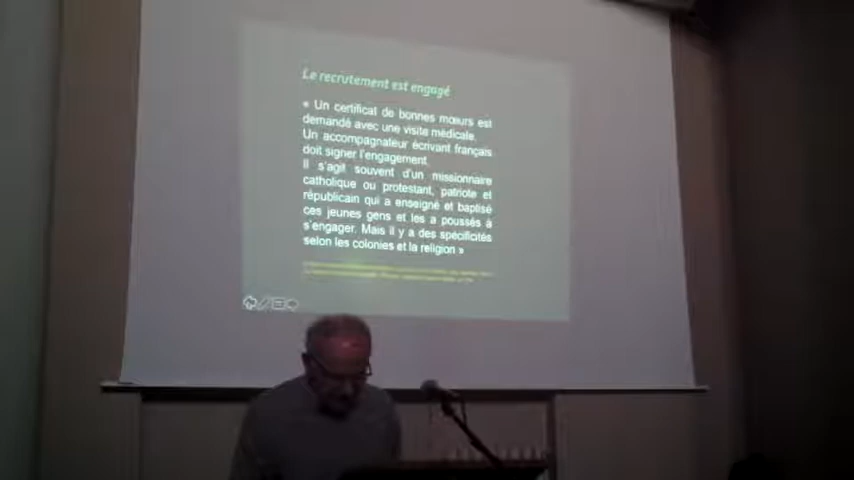 Le recrutement est engagé
« Un certificat de bonnes mœurs est
demandé avec une visite médicale.
Un accompagnateur écrivant français
doit signer l'engagement.
Il s'agit souvent d'un missionnaire
catholique ou protestant, patriote et
républicain qui a enseigné et baptisé
ces jeunes gens et les a poussés à
s'engager. Mais il y a des spécificités
selon les colonies et la religion »